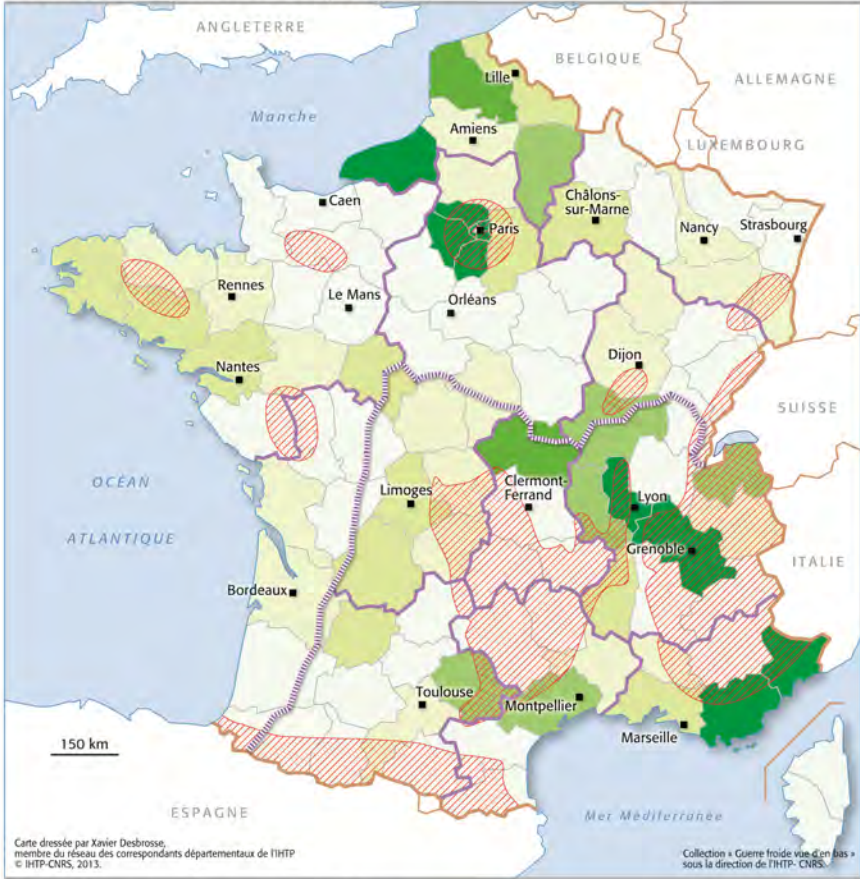 ANGLETERRE
BELGIQUE
ALLEMAGNE
Lille
Manche
Amiens
LUXEMBOURG
Caen
Châlons-
sur-Marne
Paris
Nancy
Strasbourg
Rennes
Le Mans
Orléans
Nantes
Dijon
SUISSE
OCÉAN
ATLANTIQUE
Limoges
Clermont-
Ferrand
Lyon
Grenoble
ITALIE
Bordeaux
Toulouse
Montpellier
Marseille
150 km
ESPAGNE
Mer Méditerranée
Carte dressée par Xavier Desbrosse,
membre du réseau des correspondants départementaux de l'IHTP
© IHTP-CNRS, 2013.
Collection « Guerre froide vue d'en bas »
sous la direction de l'IHTP- CNRS.